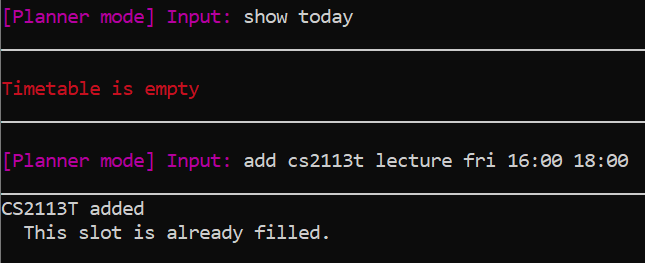 [Planner mode] Input: show today
Timetable is empty
[Planner mode] Input: add cs2113t lecture fri 16:00 18:00
CS2113T added
This slot is already filled.